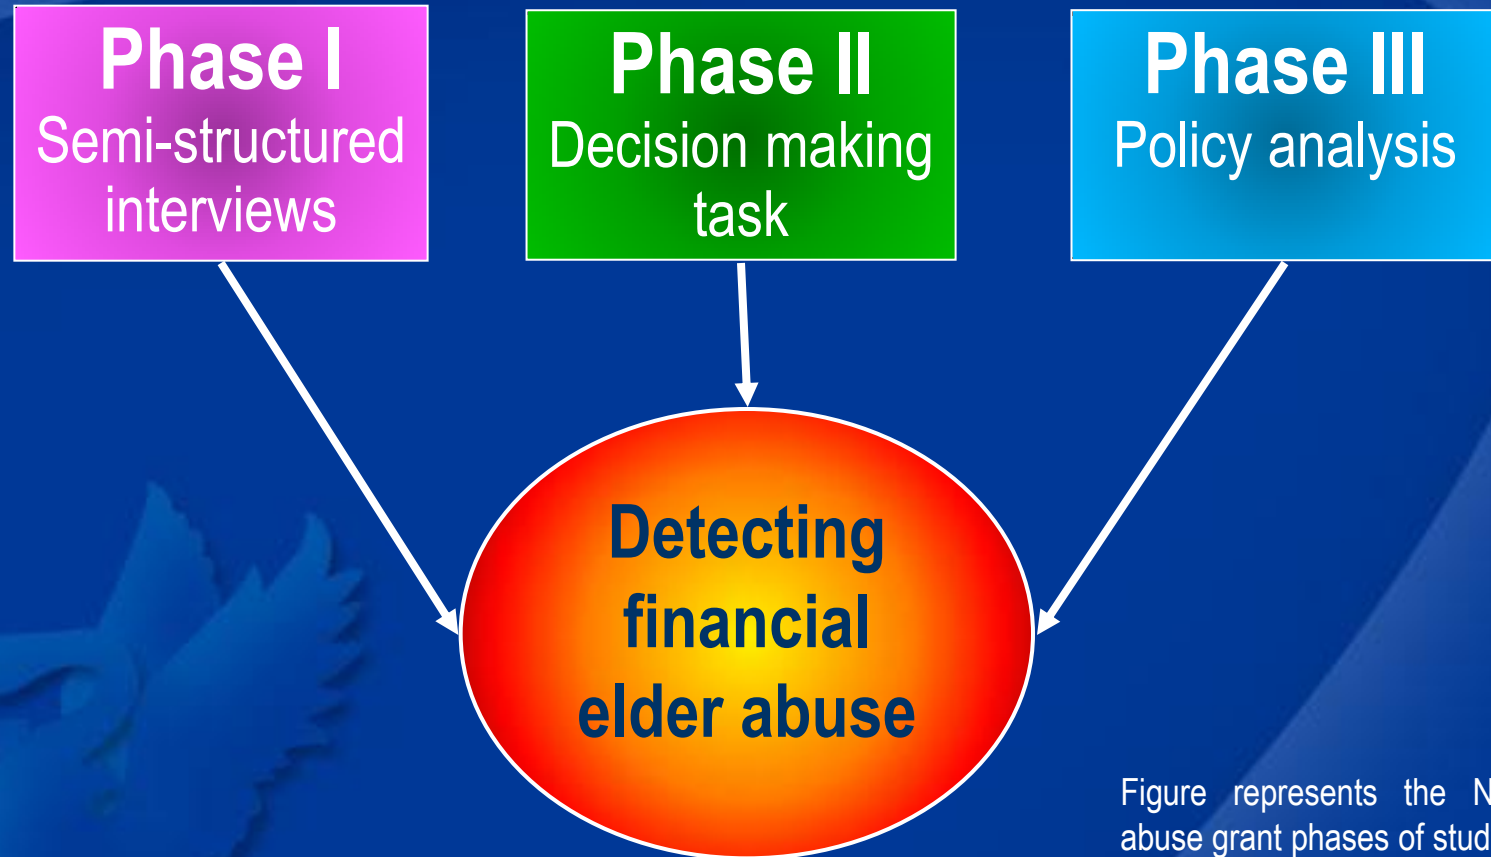 Phase I
Semi-structured
interviews
Phase II
Decision making
task
Phase III
Policy analysis
Detecting
financial
elder abuse
Figure represents the
abuse grant phases of